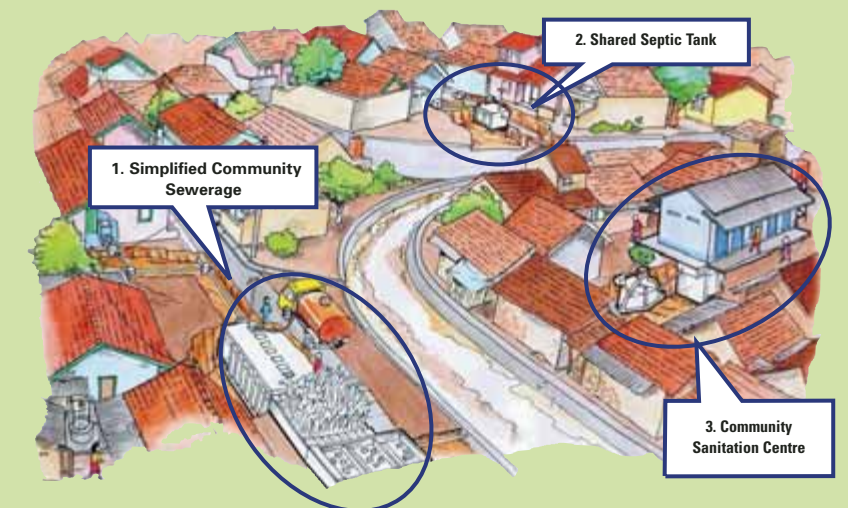 2. Shared Septic Tank
1. Simplified Community
Sewerage
3. Community
Sanitation Centre